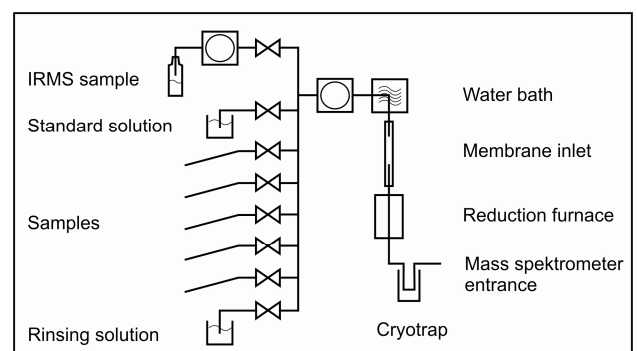 IRMS sample
Standard solution
Samples
Rinsing solution
Water bath
Membrane inlet
Reduction furnace
Mass spektrometer
entrance
Cryotrap